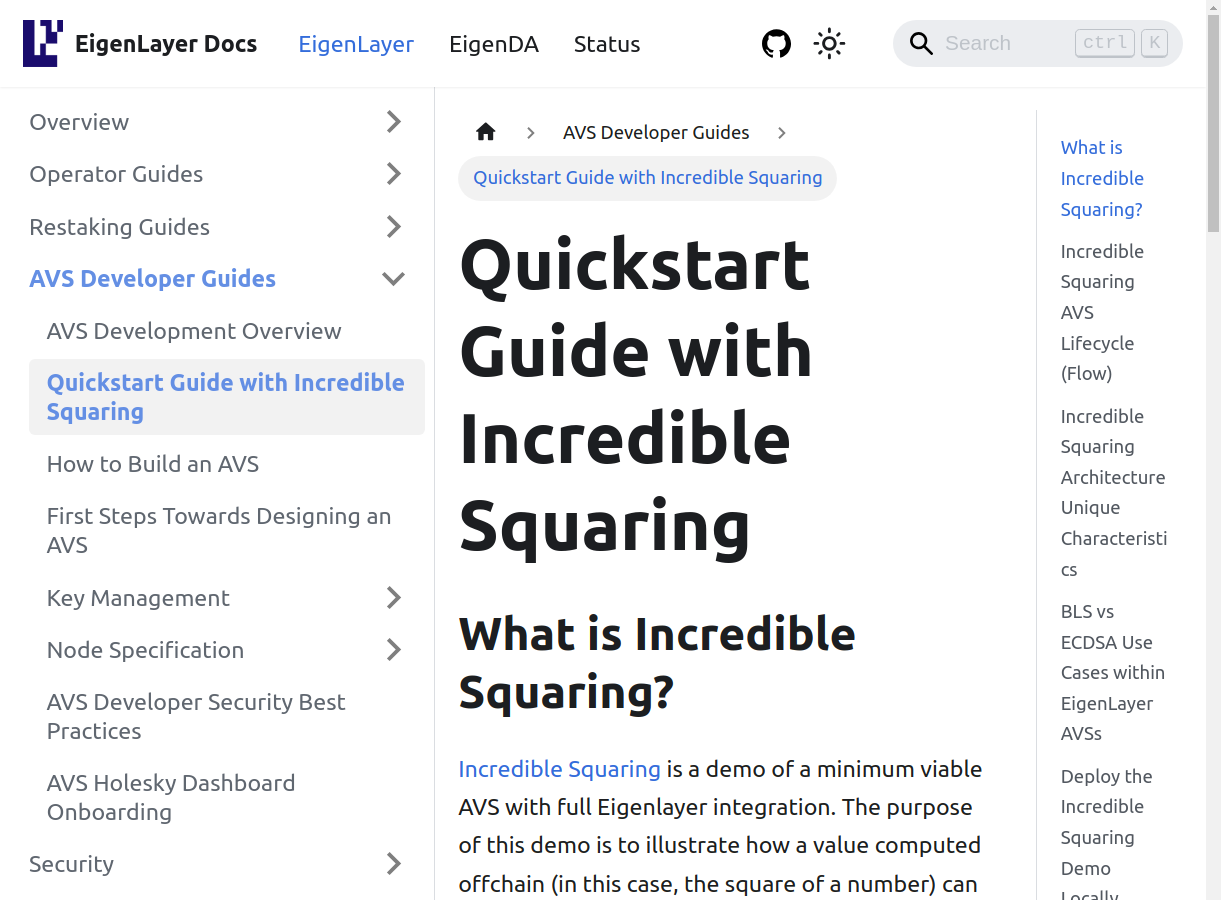 EigenLayer Docs
EigenLayer
EigenDA
Status
Search
ctrl
K
Overview
Operator Guides
Restaking Guides
AVS Developer Guides
AVS Development Overview
Quickstart Guide with Incredible
Squaring
How to Build an AVS
First Steps Towards Designing an
AVS
Key Management
Node Specification
AVS Developer Security Best
Practices
AVS Holesky Dashboard
Onboarding
Security
AVS Developer Guides
Quickstart Guide with Incredible Squaring
Quickstart
Guide with
Incredible
Squaring
What is Incredible
Squaring?
Incredible Squaring is a demo of a minimum viable
AVS with full Eigenlayer integration. The purpose
of this demo is to illustrate how a value computed
offchain (in this case, the square of a number) can
What is
Incredible
Squaring?
Incredible
Squaring
AVS
Lifecycle
(Flow)
Incredible
Squaring
Architecture
Unique
Characteristi
cs
BLS vs
ECDSA Use
Cases within
EigenLayer
AVSs
Deploy the
Incredible
Squaring
Demo
Locally